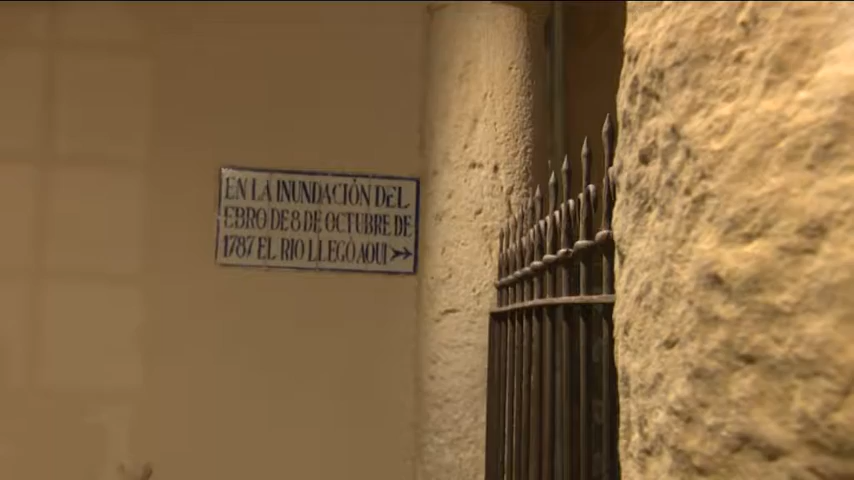 EN LA INUNDACIÓN DEL
EBRO DE 8 DE OCTUBRE DE
1787 EL RIO LLEGÓ AQUI